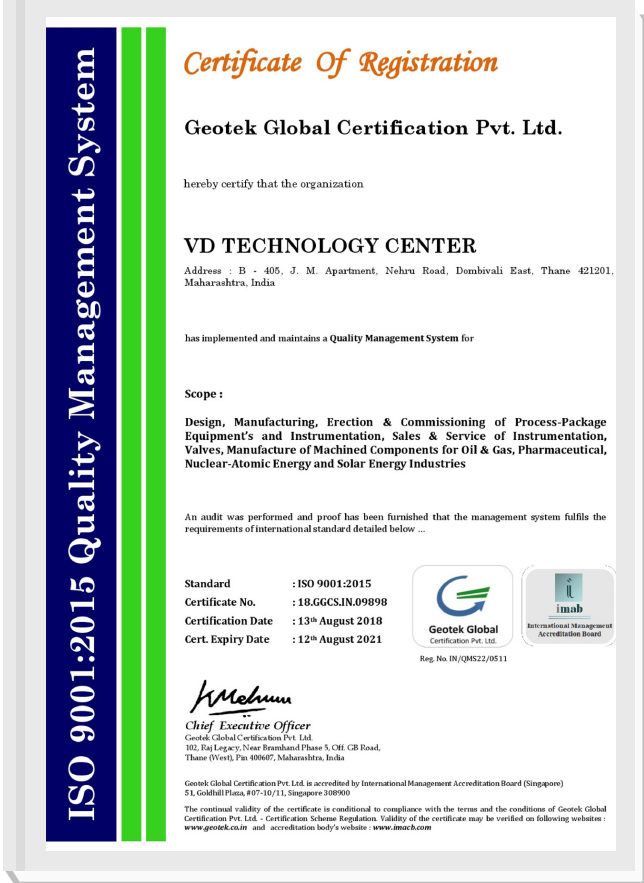 ISO 9001:2015 Quality Management System
Certificate Of Registration
Geotek Global Certification Pvt. Ltd.
hereby certify that the organization
VD TECHNOLOGY CENTER
Address : B - 405, J. M. Apartment, Nehru Road, Dombivali East, Thane 421201,
Maharashtra, India
has implemented and maintains a Quality Management System for
Scope :
Design, Manufacturing, Erection & Commissioning of Process-Package
Equipment's and Instrumentation, Sales & Service of Instrumentation,
Valves, Manufacture of Machined Components for Oil & Gas, Pharmaceutical,
Nuclear-Atomic Energy and Solar Energy Industries
An audit was performed and proof has been furnished that the management system fulfils the
requirements of international standard detailed below ...
Standard : ISO 9001:2015
Certificate No. : 18.GGCS.IN.09898
Certification Date : 13th August 2018
Cert. Expiry Date : 12th August 2021
Geotek Global
Certification Pvt. Ltd.
Reg. No. IN/QMS22/0511
imab
International Management
Accreditation Board
Chief Executive Officer
Geotek Global Certification Pvt. Ltd.
102, Raj Legacy, Near Bramhand Phase 5, Off. GB Road,
Thane (West), Pin 400607, Maharashtra, India
Geotek Global Certification Pvt. Ltd. is accredited by International Management Accreditation Board (Singapore)
51, Goldhill Plaza, #07-10/11, Singapore 308900
The continual validity of the certificate is conditional to compliance with the terms and the conditions of Geotek Global
Certification Pvt. Ltd. - Certification Scheme Regulation. Validity of the certificate may be verified on following websites :
www.geotek.co.in and accreditation body's website : www.imacb.com